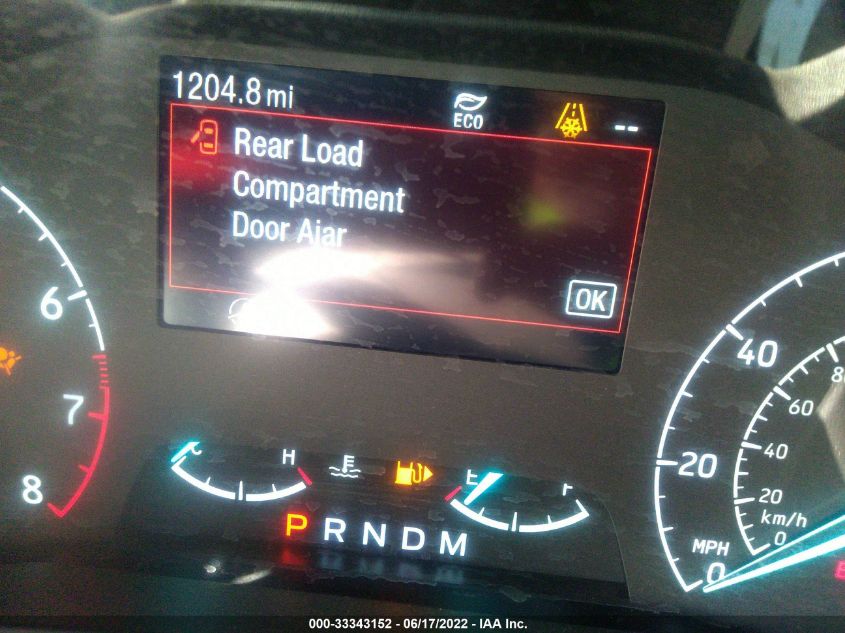 1204.8 mi
ECO
--
Rear Load
Compartment
Door Ajar
OK
6
7
8
C H
E F
P R N D M
40
20
0
MPH
80
60
40
20
0
km/h
000-33343152 - 06/17/2022 - IAA Inc.